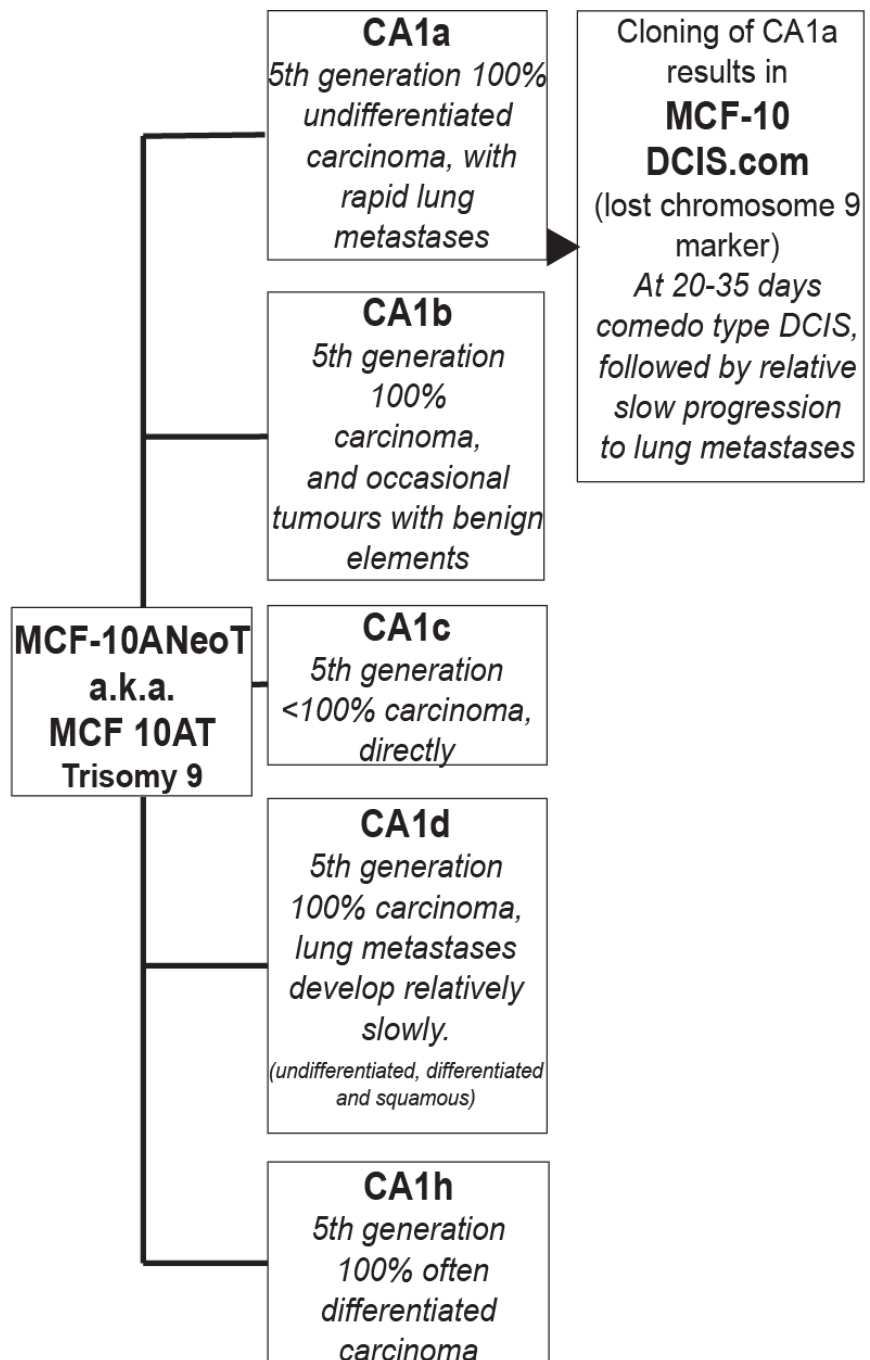 MCF-10ANeoT
a.k.a.
MCF 10AT
Trisomy 9
CA1a
5th generation 100%
undifferentiated
carcinoma, with
rapid lung
metastases
Cloning of CA1a
results in
MCF-10
DCIS.com
(lost chromosome 9
marker)
At 20-35 days
comedo type DCIS,
followed by relative
slow progression
to lung metastases
CA1b
5th generation
100%
carcinoma,
and occasional
tumours with benign
elements
CA1c
5th generation
<100% carcinoma,
directly
CA1d
5th generation
100% carcinoma,
lung metastases
develop relatively
slowly.
(undifferentiated, differentiated
and squamous)
CA1h
5th generation
100% often
differentiated
carcinoma